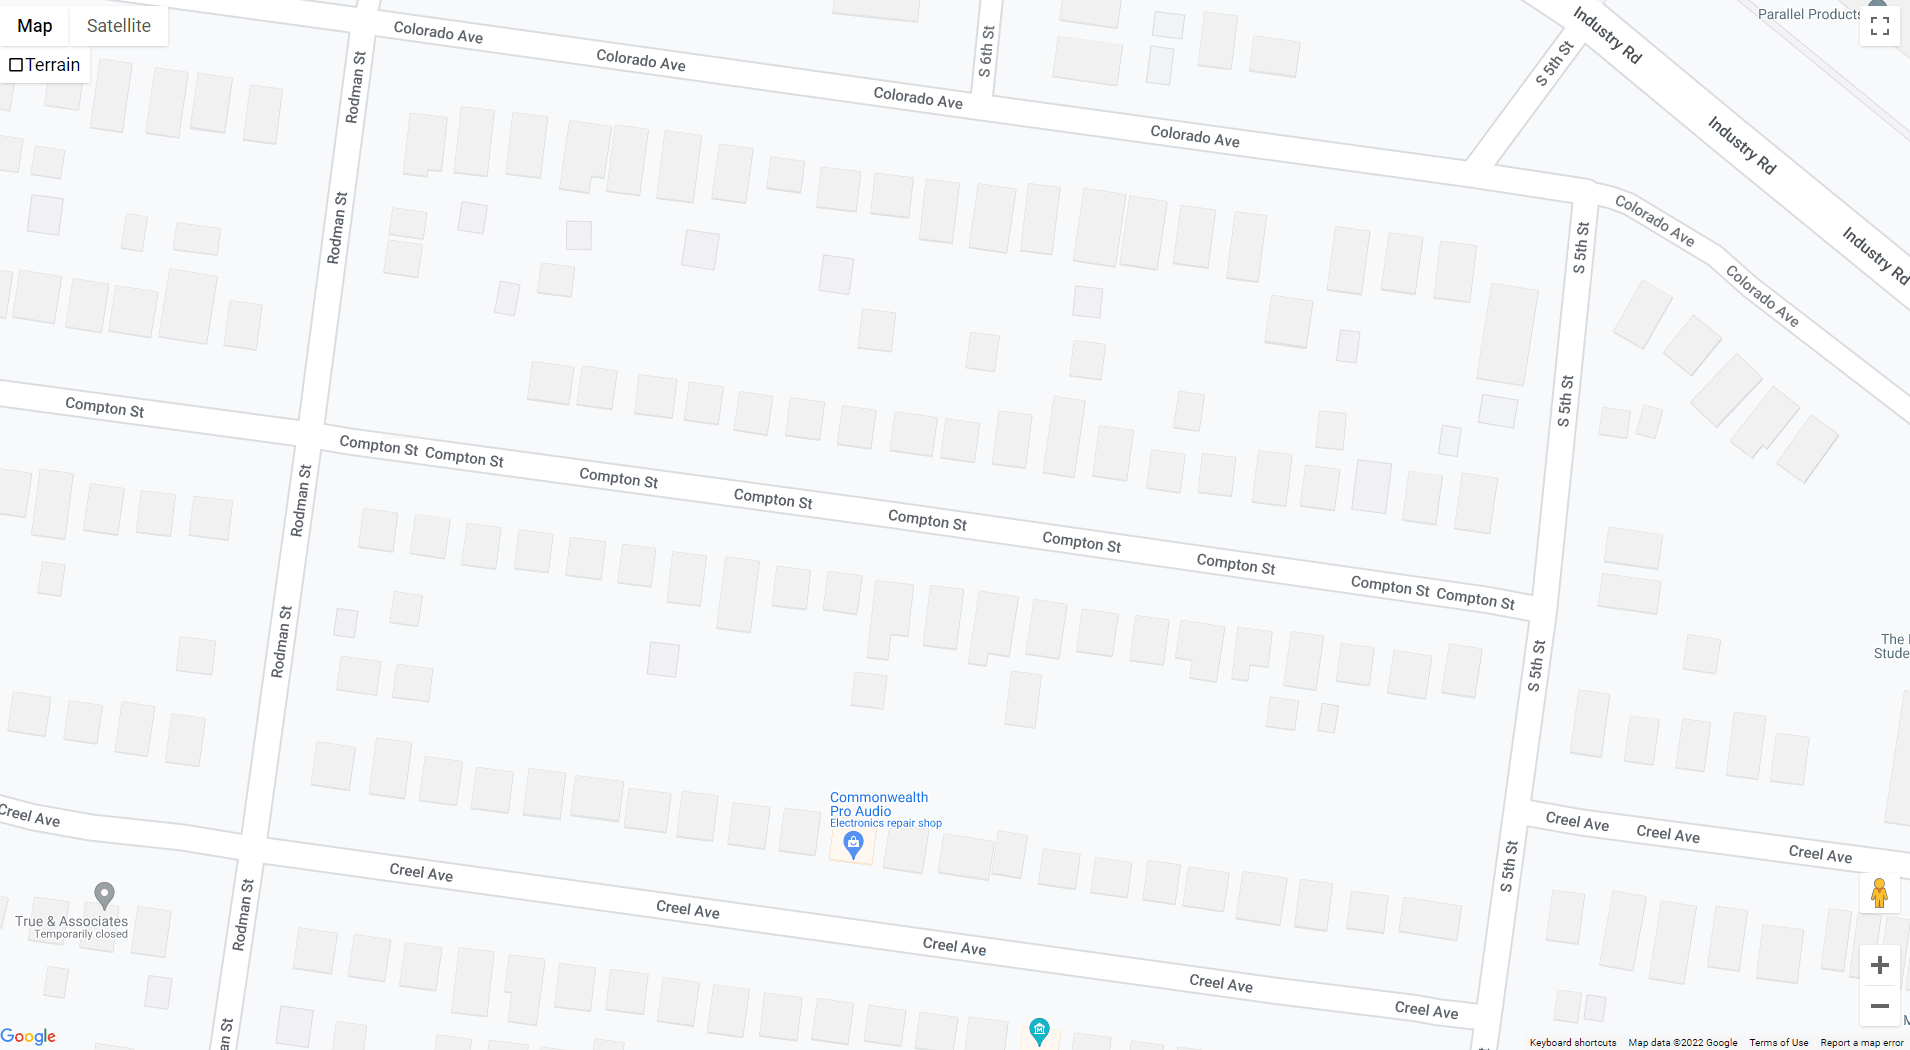 Map
Satellite
Terrain
Parallel Products
Industry Rd
Industry Rd
Industry Rd
Colorado Ave
Colorado Ave
Colorado Ave
Colorado Ave
Colorado Ave
Colorado Ave
S 6th St
S 5th St
S 5th St
S 5th St
S 5th St
S 5th St
Rodman St
Rodman St
Rodman St
Rodman St
Rodman St
an St
Compton St
Compton St
Compton St
Compton St
Compton St
Compton St
Compton St
Compton St
Compton St
Compton St
The
Stude
Commonwealth
Pro Audio
Electronics repair shop
Creel Ave
Creel Ave
Creel Ave
Creel Ave
Creel Ave
Creel Ave
Creel Ave
Creel Ave
Creel Ave
True & Associates
Temporarily closed
Google
Keyboard shortcuts
Map data ©2022 Google
Terms of Use
Report a map error